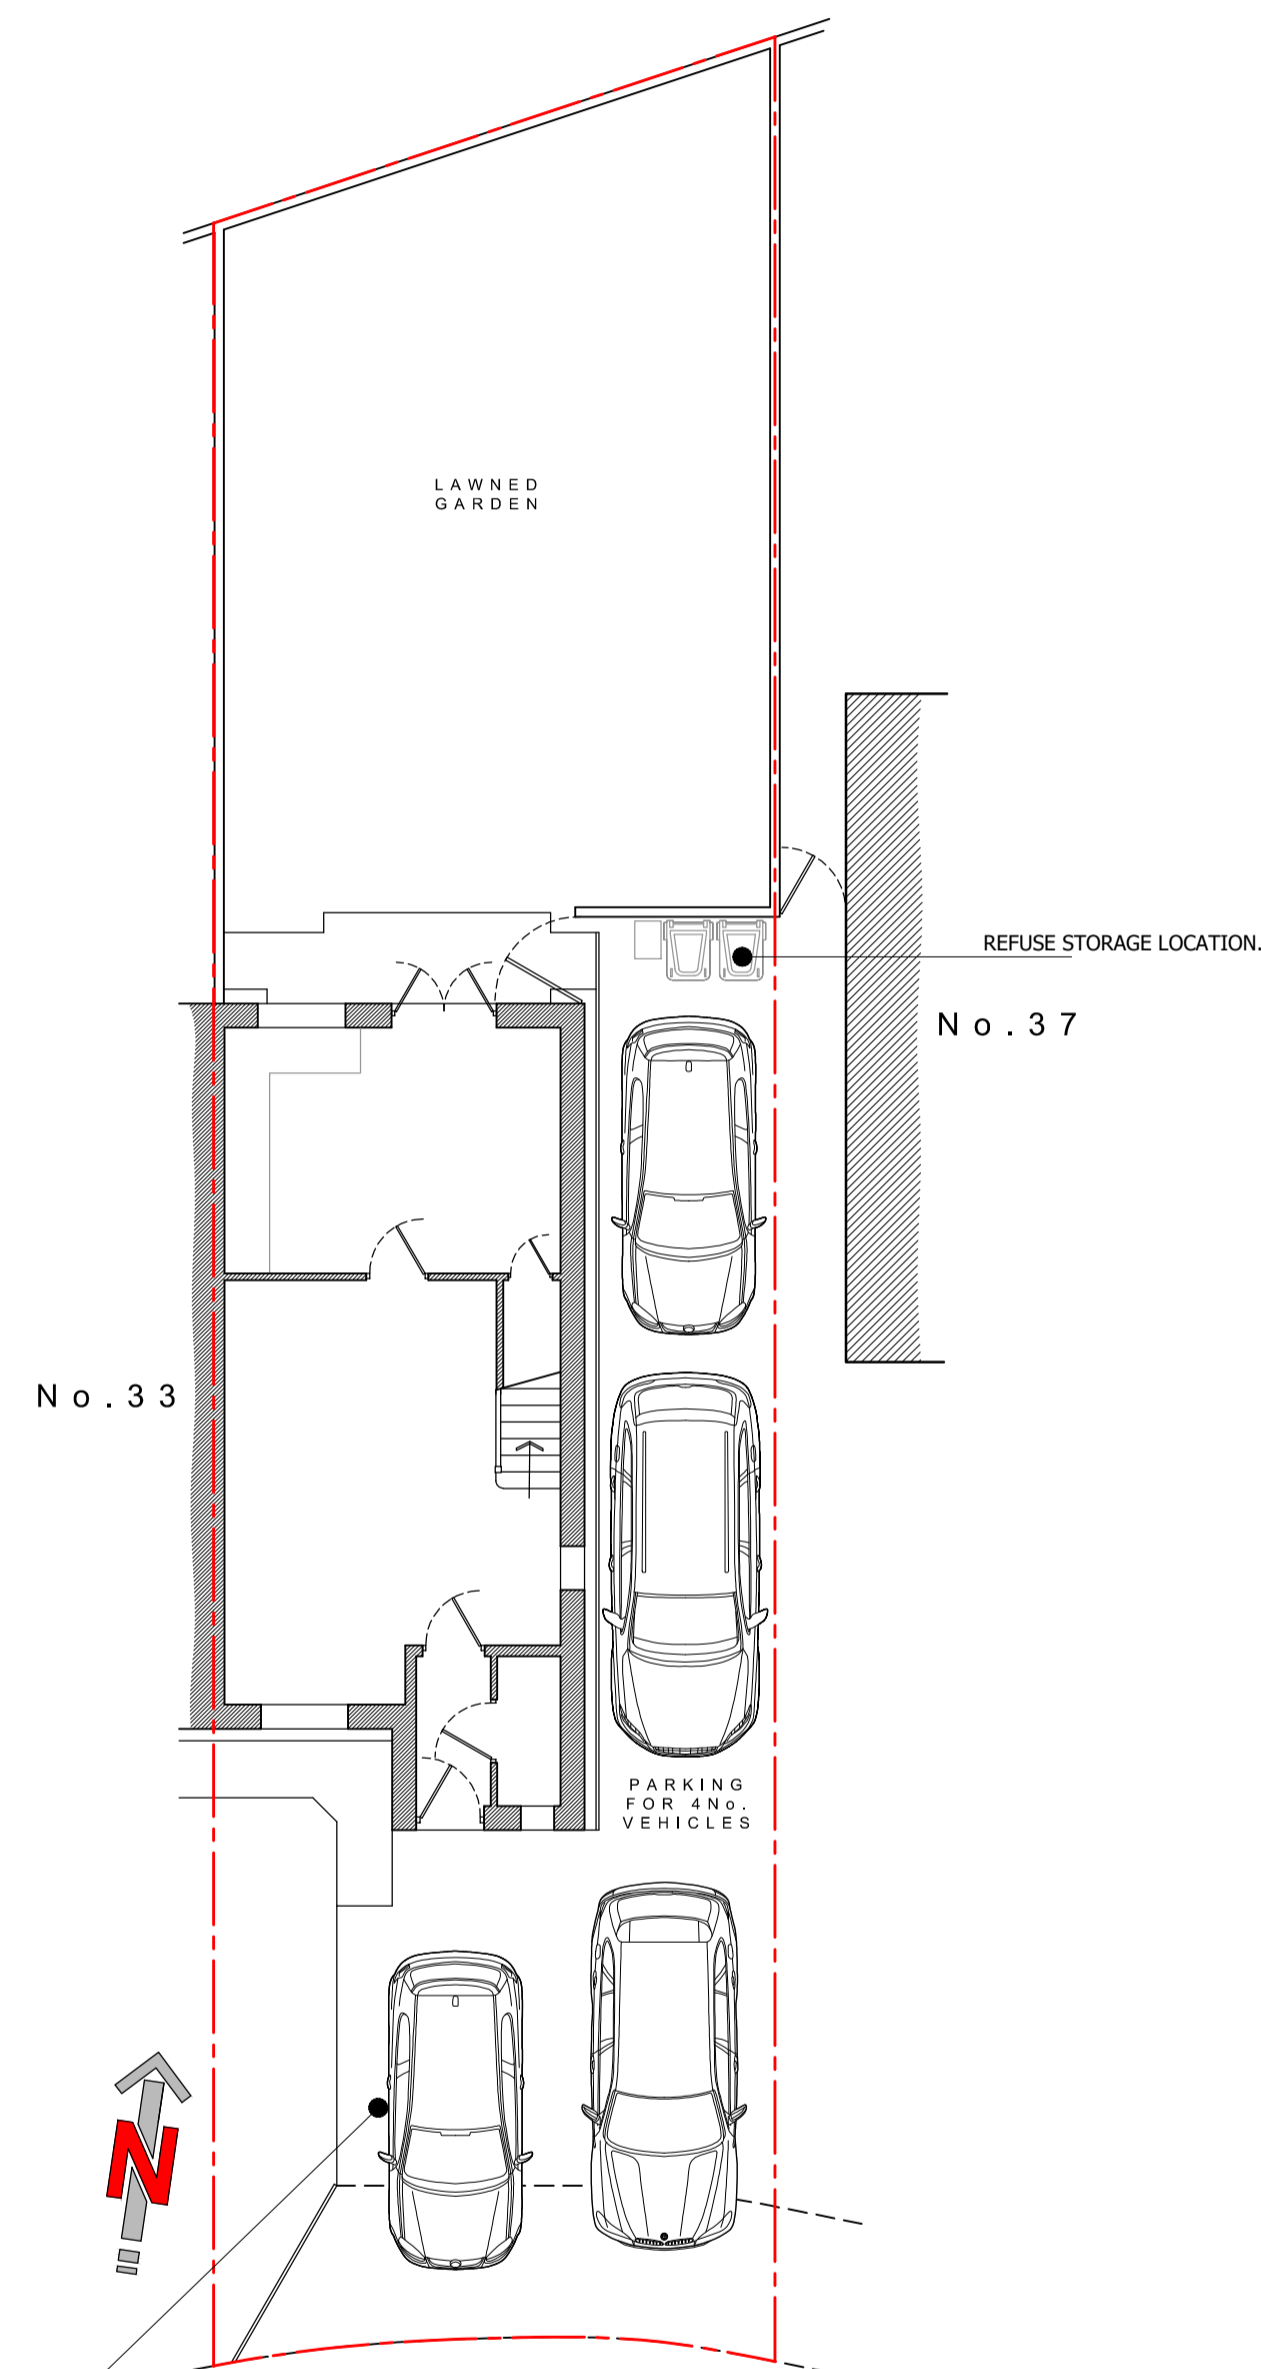 LAWNED
GARDEN
REFUSE STORAGE LOCATION.
No.37
No.33
PARKING
FOR 4No.
VEHICLES
N